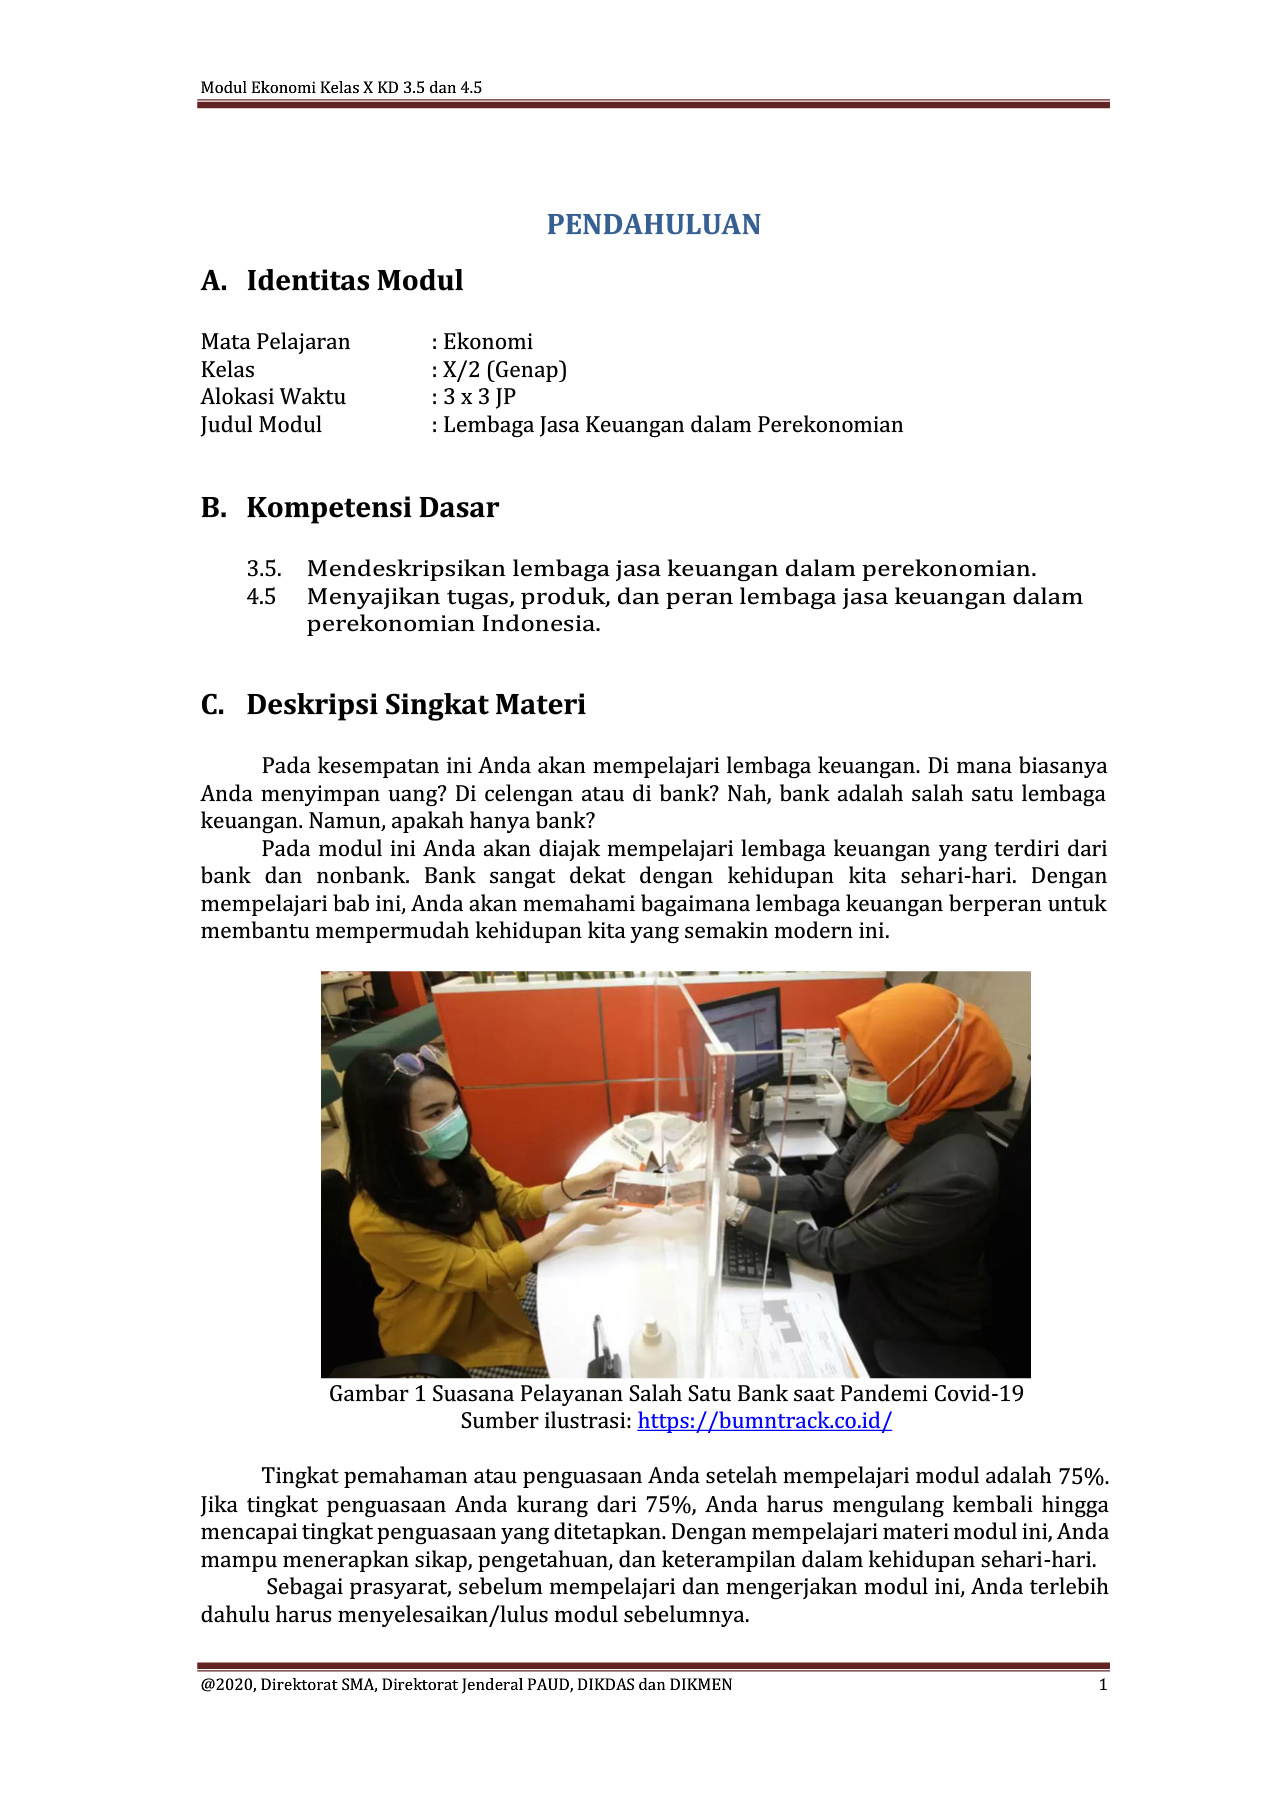 Modul Ekonomi Kelas X KD 3.5 dan 4.5
PENDAHULUAN
A. Identitas Modul
Mata Pelajaran : Ekonomi
Kelas : X/2 (Genap)
Alokasi Waktu : 3 x 3 JP
Judul Modul : Lembaga Jasa Keuangan dalam Perekonomian
B. Kompetensi Dasar
3.5. Mendeskripsikan lembaga jasa keuangan dalam perekonomian.
4.5 Menyajikan tugas, produk, dan peran lembaga jasa keuangan dalam
perekonomian Indonesia.
C. Deskripsi Singkat Materi
Pada kesempatan ini Anda akan mempelajari lembaga keuangan. Di mana biasanya
Anda menyimpan uang? Di celengan atau di bank? Nah, bank adalah salah satu lembaga
keuangan. Namun, apakah hanya bank?
Pada modul ini Anda akan diajak mempelajari lembaga keuangan yang terdiri dari
bank dan nonbank. Bank sangat dekat dengan kehidupan kita sehari-hari. Dengan
mempelajari bab ini, Anda akan memahami bagaimana lembaga keuangan berperan untuk
membantu mempermudah kehidupan kita yang semakin modern ini.
Gambar 1 Suasana Pelayanan Salah Satu Bank saat Pandemi Covid-19
Sumber ilustrasi: https://bumntrack.co.id/
Tingkat pemahaman atau penguasaan Anda setelah mempelajari modul adalah 75%.
Jika tingkat penguasaan Anda kurang dari 75%, Anda harus mengulang kembali hingga
mencapai tingkat penguasaan yang ditetapkan. Dengan mempelajari materi modul ini, Anda
mampu menerapkan sikap, pengetahuan, dan keterampilan dalam kehidupan sehari-hari.
Sebagai prasyarat, sebelum mempelajari dan mengerjakan modul ini, Anda terlebih
dahulu harus menyelesaikan/lulus modul sebelumnya.
@2020, Direktorat SMA, Direktorat Jenderal PAUD, DIKDAS dan DIKMEN 1